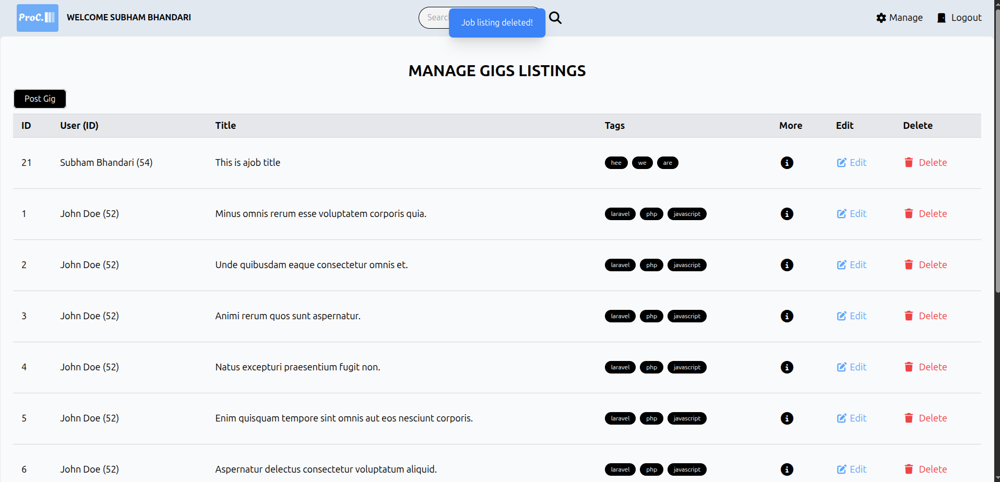 ProC. WELCOME SUBHAM BHANDARI Job listing deleted! Manage Logout
MANAGE GIGS LISTINGS
Post Gig
ID User (ID) Title Tags More Edit Delete
21 Subham Bhandari (54) This is ajob title hee we are Edit Delete
1 John Doe (52) Minus omnis rerum esse voluptatem corporis quia. laravel php javascript Edit Delete
2 John Doe (52) Unde quibusdam eaque consectetur omnis et. laravel php javascript Edit Delete
3 John Doe (52) Animi rerum quos sunt aspernatur. laravel php javascript Edit Delete
4 John Doe (52) Natus excepturi praesentium fugit non. laravel php javascript Edit Delete
5 John Doe (52) Enim quisquam tempore sint omnis aut eos nesciunt corporis. laravel php javascript Edit Delete
6 John Doe (52) Aspernatur delectus consectetur voluptatum aliquid. laravel php javascript Edit Delete